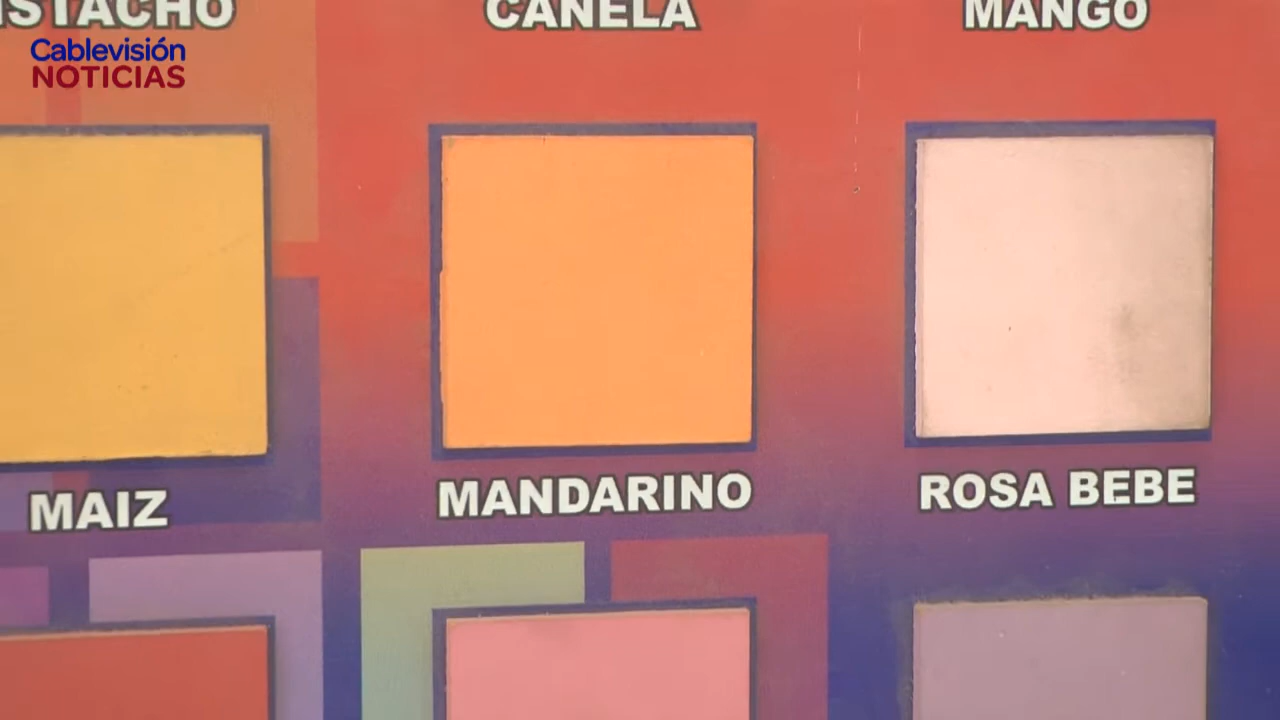 CANELA
MANGO
Cablevisión
NOTICIAS
MAIZ
MANDARINO
ROSA BEBE